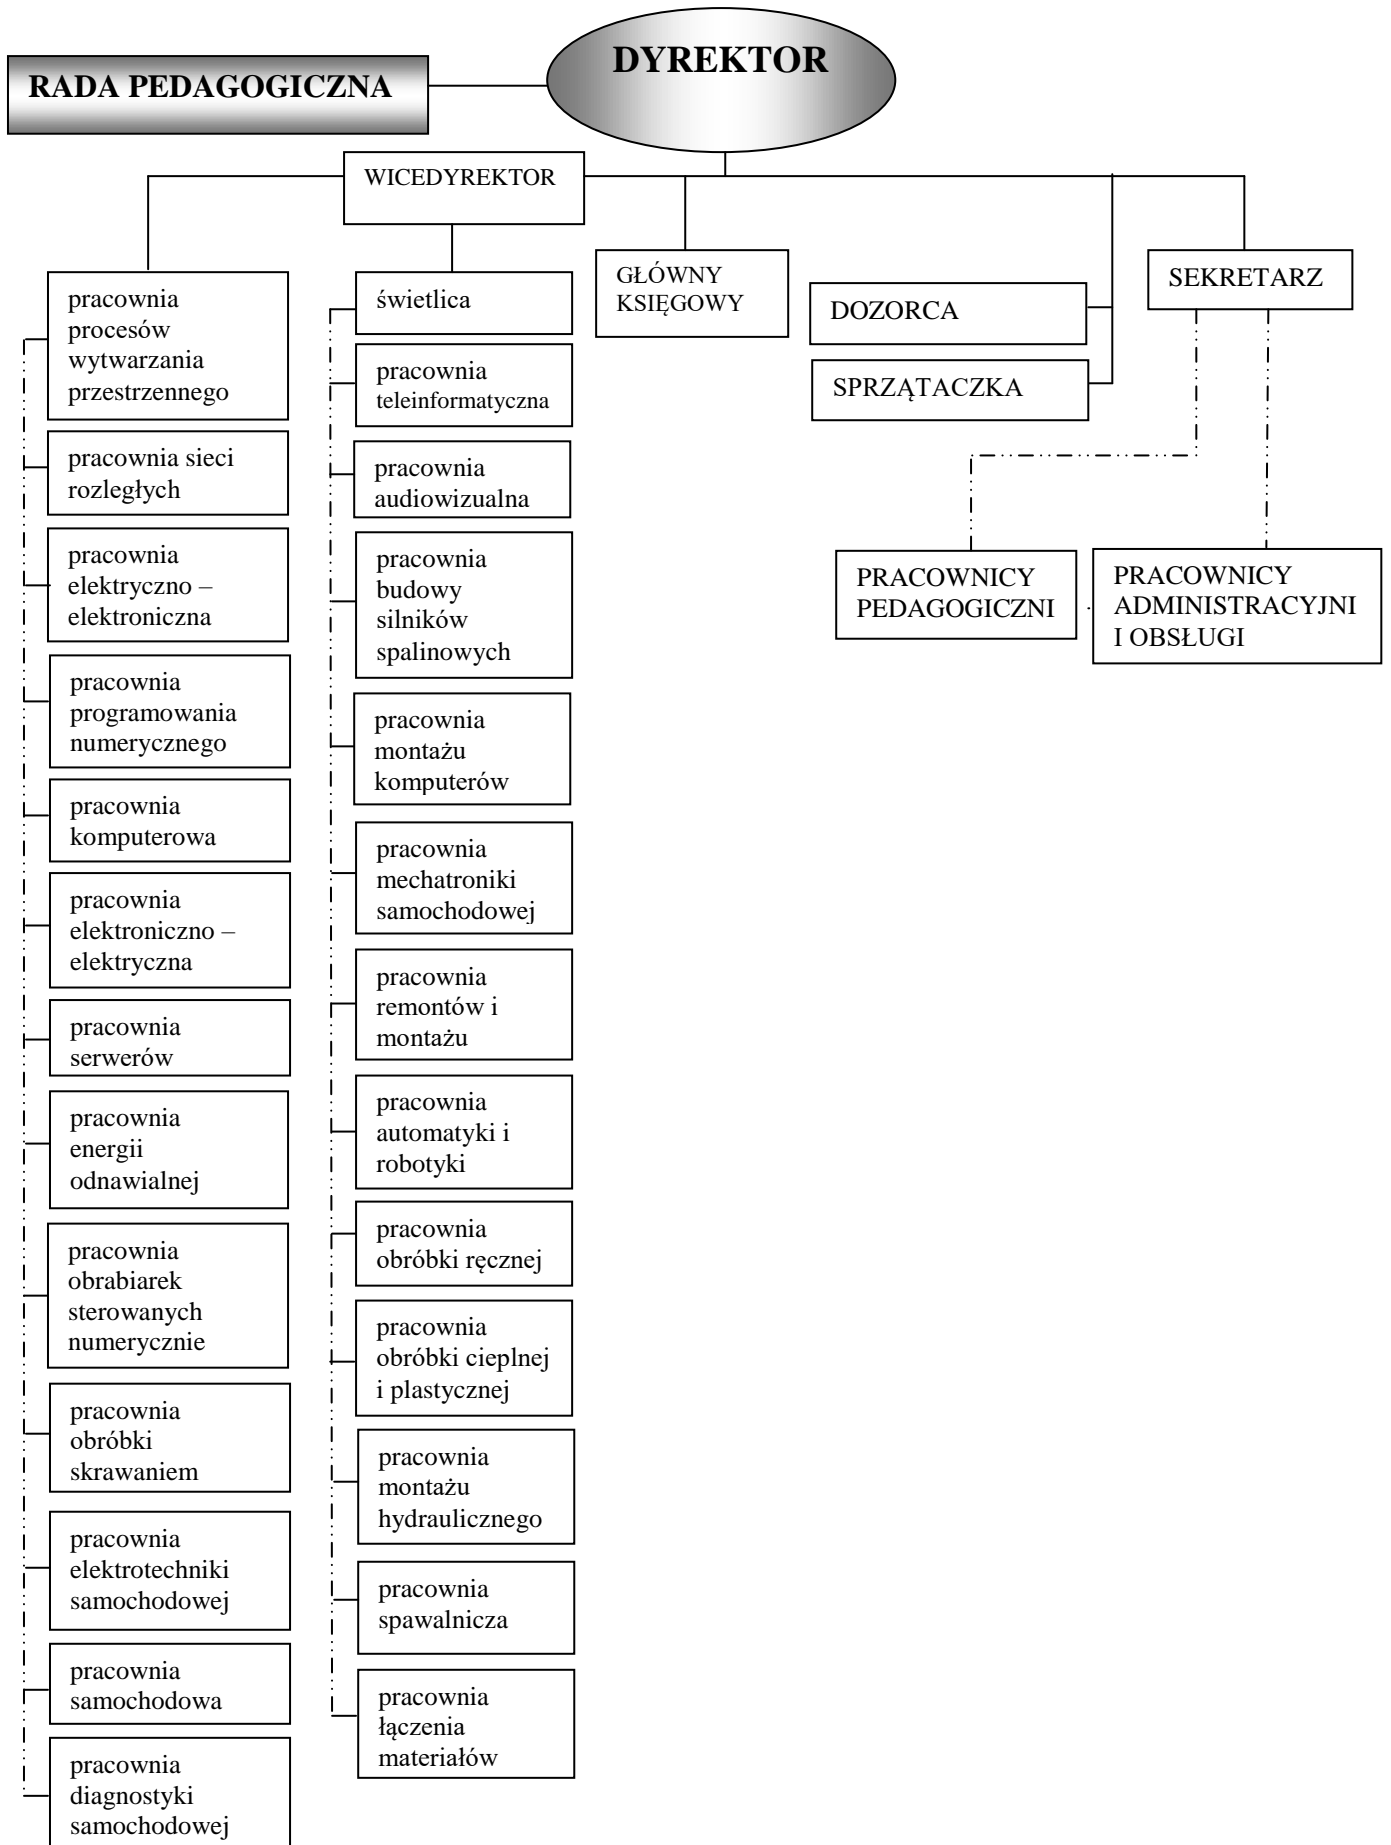 DYREKTOR
RADA PEDAGOGICZNA
WICEDYREKTOR
pracownia
procesów
wytwarzania
przestrzennego
pracownia sieci
rozległych
pracownia
elektryczno –
elektroniczna
pracownia
programowania
numerycznego
pracownia
komputerowa
pracownia
elektroniczno –
elektryczna
pracownia
serwerów
pracownia
energii
odnawialnej
pracownia
obrabiarek
sterowanych
numerycznie
pracownia
obróbki
skrawaniem
pracownia
elektrotechniki
samochodowej
pracownia
samochodowa
pracownia
diagnostyki
samochodowej
świetlica
pracownia
teleinformatyczna
pracownia
audiowizualna
pracownia
budowy
silników
spalinowych
pracownia
montażu
komputerów
pracownia
mechatroniki
samochodowej
pracownia
remontów i
montażu
pracownia
automatyki i
robotyki
pracownia
obróbki ręcznej
pracownia
obróbki cieplnej
i plastycznej
pracownia
montażu
hydraulicznego
pracownia
spawalnicza
pracownia
łączenia
materiałów
GŁÓWNY
KSIĘGOWY
DOZORCA
SPRZĄTACZKA
SEKRETARZ
PRACOWNICY
PEDAGOGICZNI
PRACOWNICY
ADMINISTRACYJNI
I OBSŁUGI